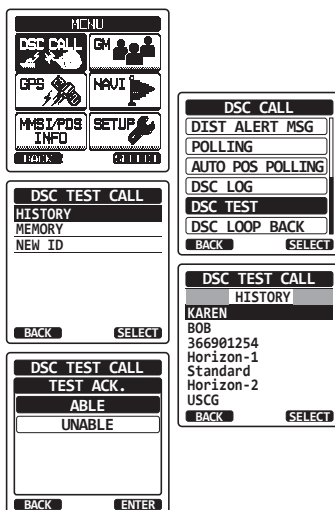 MENU
DSC CALL GM
GPS NAVI
MMSI/POS INFO SETUP
BACK SELECT
DSC CALL
DIST ALERT MSG
POLLING
AUTO POS POLLING
DSC LOG
DSC TEST
DSC LOOP BACK
BACK SELECT
DSC TEST CALL
HISTORY
MEMORY
NEW ID
BACK SELECT
DSC TEST CALL
HISTORY
KAREN
BOB
366901254
Horizon-1
Standard
Horizon-2
USCG
BACK SELECT
DSC TEST CALL
TEST ACK.
ABLE
UNABLE
BACK ENTER